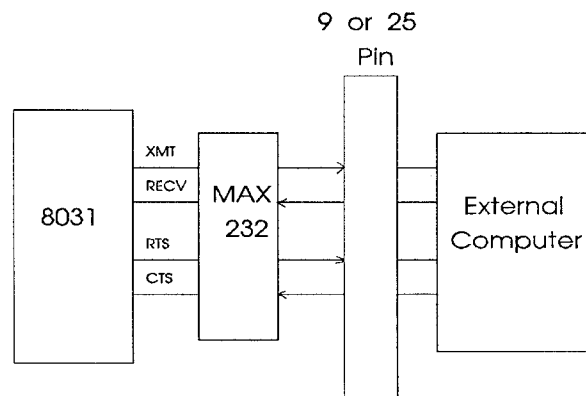 9 or 25
Pin
XMT
RECV
RTS
CTS
8031
MAX
232
External
Computer